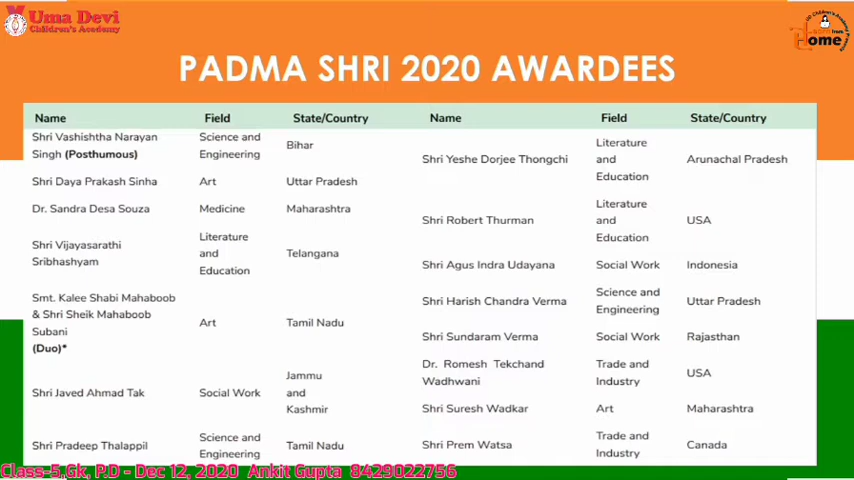 Uma Devi
Children's Academy
Home
PADMA SHRI 2020 AWARDEES
Name Field State/Country
Shri Vashishtha Narayan
Singh (Posthumous)
Science and
Engineering
Bihar
Shri Daya Prakash Sinha Art Uttar Pradesh
Dr. Sandra Desa Souza Medicine Maharashtra
Shri Vijayasarathi
Sribhashyam
Literature
and
Education
Telangana
Smt. Kalee Shabi Mahaboob
& Shri Sheik Mahaboob
Subani
(Duo)*
Art
Tamil Nadu
Shri Javed Ahmad Tak
Social Work
Jammu
and
Kashmir
Shri Pradeep Thalappil
Science and
Engineering
Tamil Nadu
Name Field State/Country
Shri Yeshe Dorjee Thongchi
Literature
and
Education
Arunachal Pradesh
Shri Robert Thurman
Literature
and
Education
USA
Shri Agus Indra Udayana Social Work Indonesia
Shri Harish Chandra Verma
Science and
Engineering
Uttar Pradesh
Shri Sundaram Verma Social Work Rajasthan
Dr. Romesh Tekchand
Wadhwani
Trade and
Industry
USA
Shri Suresh Wadkar Art Maharashtra
Shri Prem Watsa
Trade and
Industry
Canada
Class-5,Gk, P.D - Dec 12, 2020 Ankit Gupta 8429022756